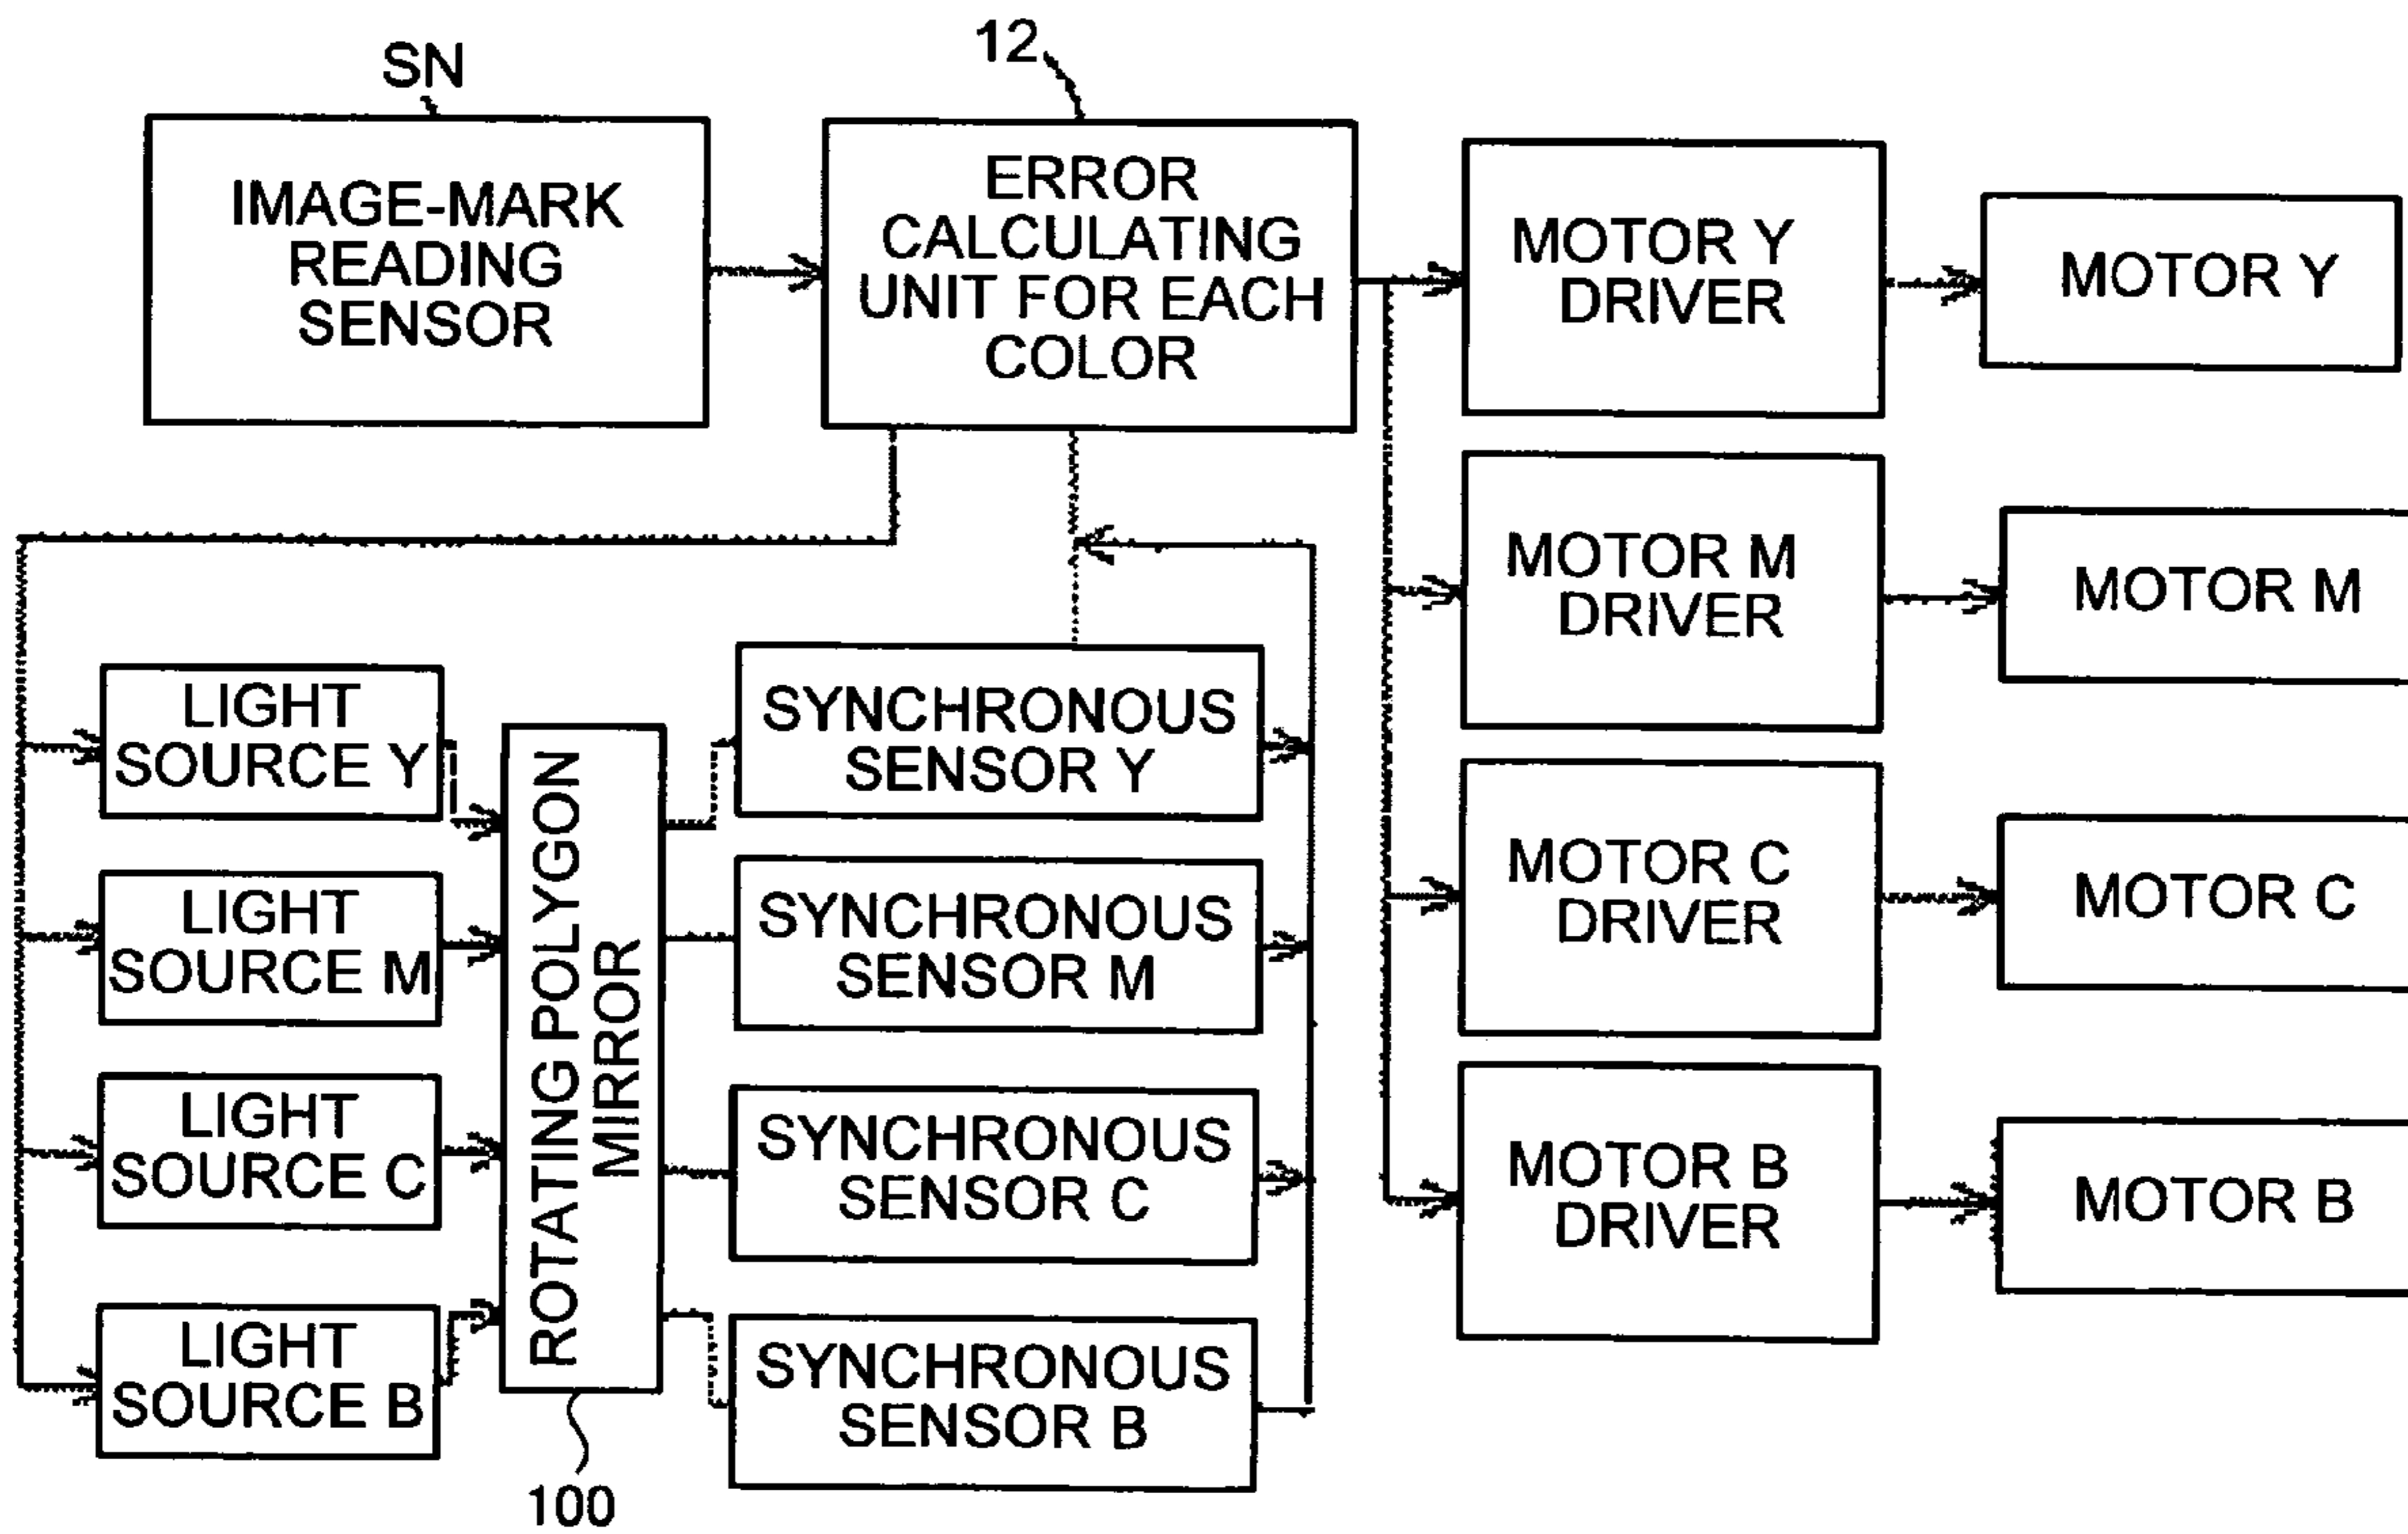 SN
12
IMAGE-MARK
READING
SENSOR
ERROR
CALCULATING
UNIT FOR EACH
COLOR
MOTOR Y
DRIVER
MOTOR Y
MOTOR M
DRIVER
MOTOR M
MOTOR C
DRIVER
MOTOR C
MOTOR B
DRIVER
MOTOR B
LIGHT
SOURCE Y
LIGHT
SOURCE M
LIGHT
SOURCE C
LIGHT
SOURCE B
ROTATING POLYGON
MIRROR
100
SYNCHRONOUS
SENSOR Y
SYNCHRONOUS
SENSOR M
SYNCHRONOUS
SENSOR C
SYNCHRONOUS
SENSOR B